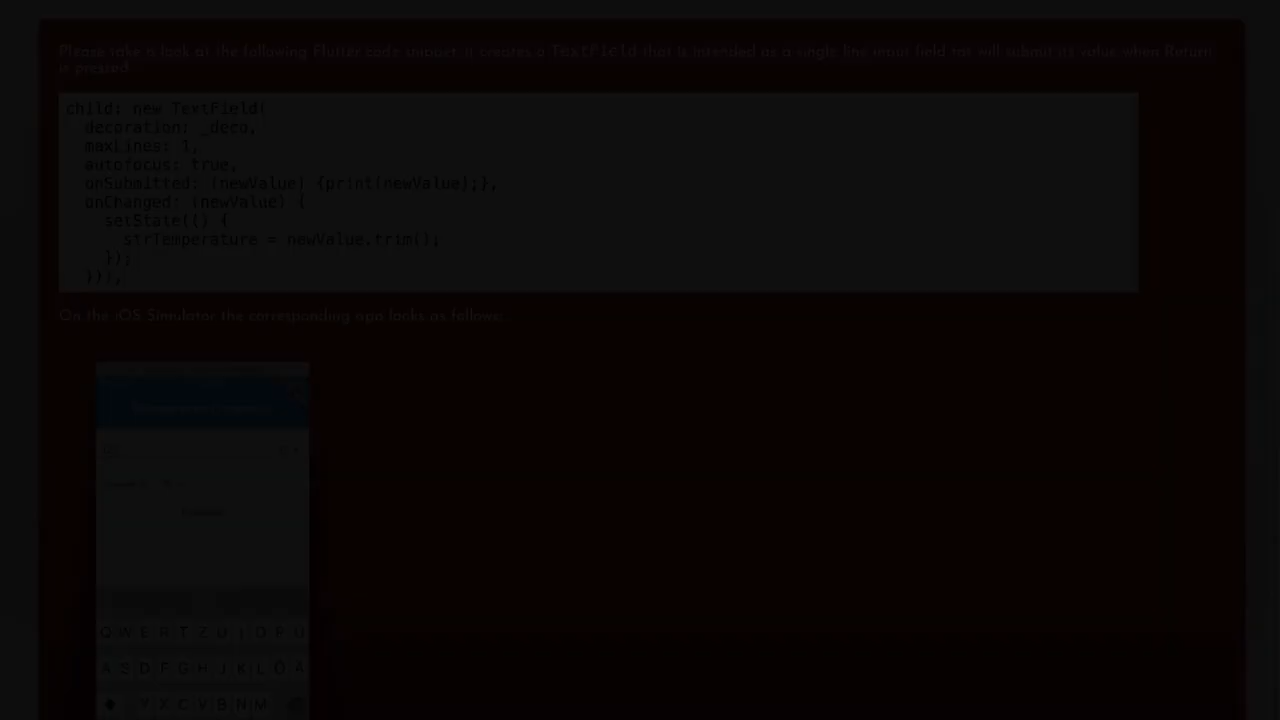 Please take a look at the following Flutter code snippet. It creates a TextField that is intended as a single line input field tat will submit its value when Return
is pressed.
child: new TextField(
decoration: _deco,
maxLines: 1,
autofocus: true,
onSubmitted: (newValue) {print(newValue);},
onChanged: (newValue) {
setState(() {
strTemperature = newValue.trim();
});
})),
On the iOS Simulator the corresponding app looks as follows:
Q W E R T Z U I O P Ü
A S D F G H J K L Ö Ä
Y X C V B N M